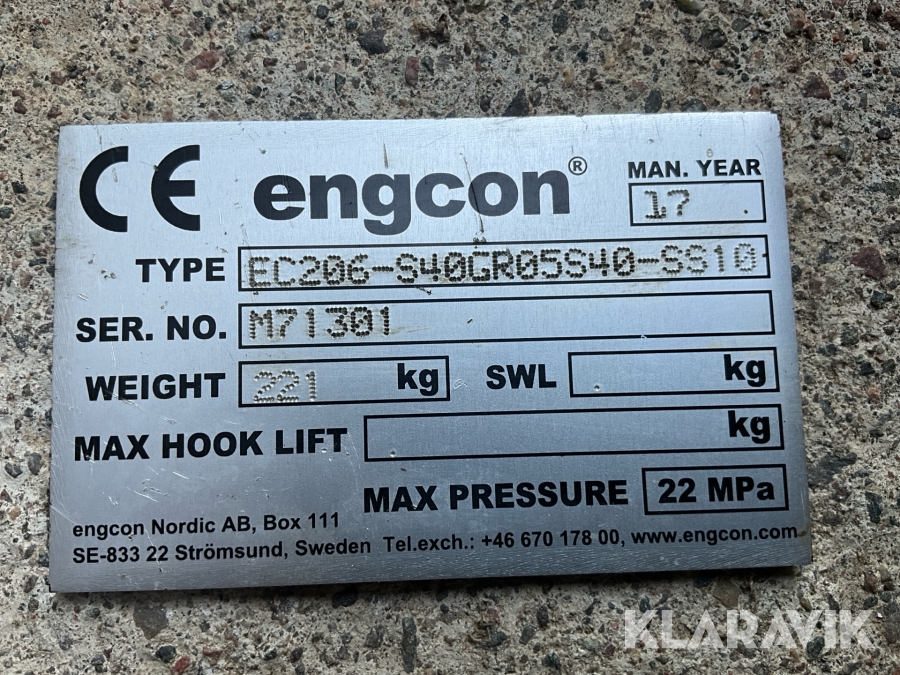 CE engcon® MAN. YEAR
17
TYPE EC206-S40GR05S40-SS10
SER. NO. M71301
WEIGHT 221 kg SWL kg
MAX HOOK LIFT kg
MAX PRESSURE 22 MPa
engcon Nordic AB, Box 111
SE-833 22 Strömsund, Sweden Tel.exch.: +46 670 178 00, www.engcon.com
KLARAVIK